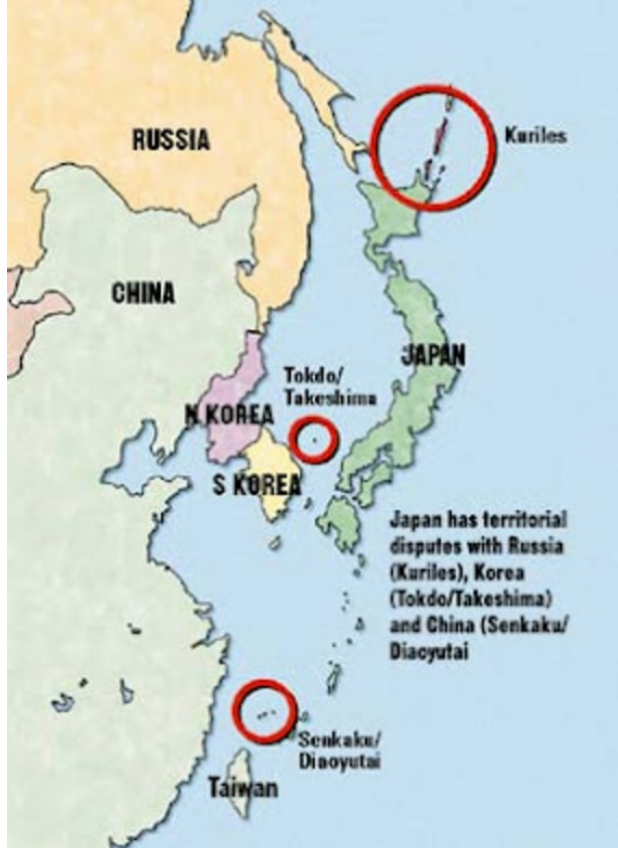 RUSSIA
Kuriles
CHINA
JAPAN
Tokdo/
Takeshima
N KOREA
S KOREA
Japan has territorial
disputes with Russia
(Kuriles), Korea
(Tokdo/Takeshima)
and China (Senkaku/
Diaoyutai
Senkaku/
Diaoyutai
Taiwan